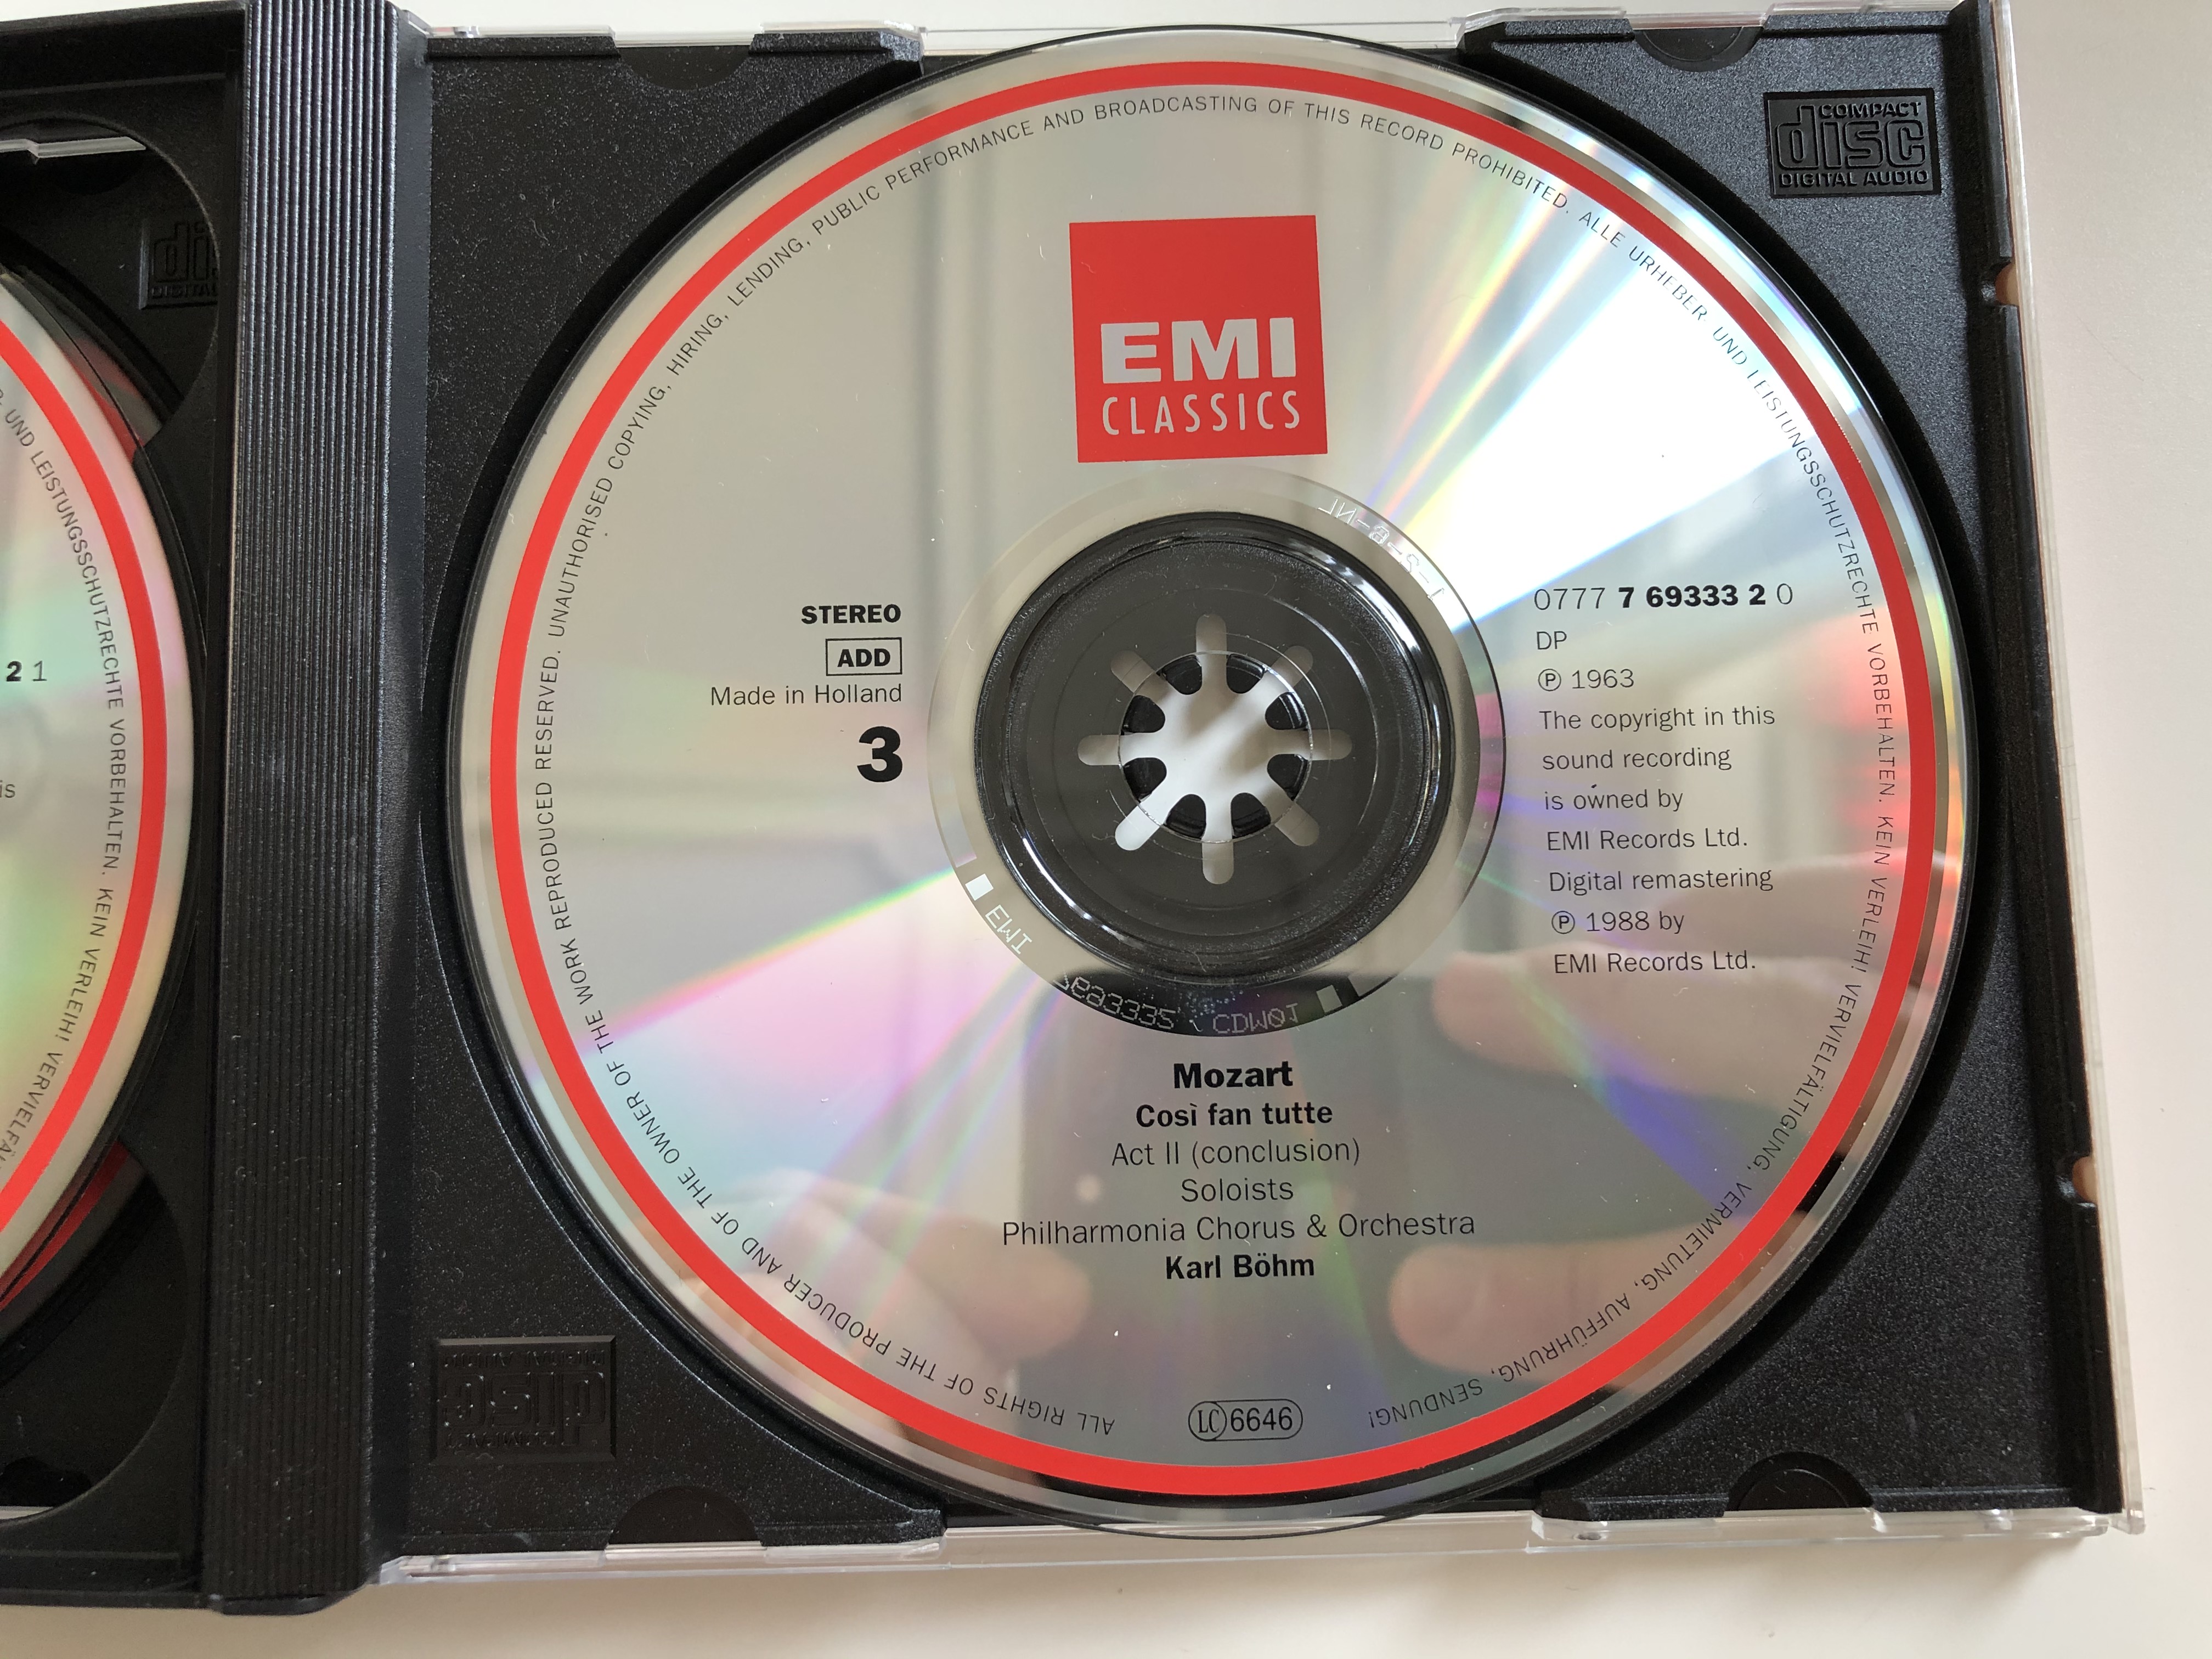 COMPACT
disc
DIGITAL AUDIO
EMI
CLASSICS
STEREO
ADD
Made in Holland
3
0777 7 69333 2 0
DP
℗ 1963
The copyright in this
sound recording
is owned by
EMI Records Ltd.
Digital remastering
℗ 1988 by
EMI Records Ltd.
Mozart
Così fan tutte
Act II (conclusion)
Soloists
Philharmonia Chorus & Orchestra
Karl Böhm
LC 6646
ALL RIGHTS OF THE PRODUCER AND OF THE OWNER OF THE WORK REPRODUCED RESERVED. UNAUTHORISED COPYING, HIRING, LENDING, PUBLIC PERFORMANCE AND BROADCASTING OF THIS RECORD PROHIBITED. ALLE URHEBER- UND LEISTUNGSSCHUTZRECHTE VORBEHALTEN. KEIN VERLEIH! VERVIELFÄLTIGUNG, VERMIETUNG, AUFFÜHRUNG, SENDUNG!
EMI
CDM01
2 1
UND LEISTUNGSSCHUTZRECHTE VORBEHALTEN. KEIN VERLEIH!
disc
DIGITAL AUDIO